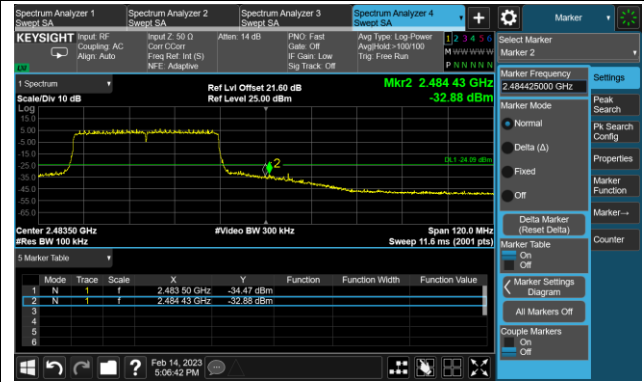 Spectrum Analyzer 1
Swept SA
Spectrum Analyzer 2
Swept SA
Spectrum Analyzer 3
Swept SA
Spectrum Analyzer 4
Swept SA
Marker
KEYSIGHT
Input: RF
Coupling: AC
Align: Auto
Input Z: 50 Ω
Corr CCorr
Freq Ref: Int (S)
NFE: Adaptive
Atten: 14 dB
PNO: Fast
Gate: Off
IF Gain: Low
Sig Track: Off
Avg Type: Log-Power
Avg|Hold:>100/100
Trig: Free Run
1 2 3 4 5 6
M W W W W W
P N N N N N
Select Marker
Marker 2
1 Spectrum
Scale/Div 10 dB
Log
Ref Lvl Offset 21.60 dB
Ref Level 25.00 dBm
Mkr2 2.484 43 GHz
-32.88 dBm
15.0
5.00
-5.00
-15.0
-25.0
-35.0
-45.0
-55.0
-65.0
2
DL1 -24.09 dBm
Center 2.48350 GHz
#Res BW 100 kHz
#Video BW 300 kHz
Span 120.0 MHz
Sweep 11.6 ms (2001 pts)
5 Marker Table
Mode Trace Scale X Y Function Function Width Function Value
1 N 1 f 2.483 50 GHz -34.47 dBm
2 N 1 f 2.484 43 GHz -32.88 dBm
3
4
5
6
Feb 14, 2023
5:06:42 PM
Marker Frequency
2.484425000 GHz
Marker Mode
Normal
Delta (Δ)
Fixed
Off
Delta Marker
(Reset Delta)
Marker Table
On
Off
Marker Settings
Diagram
All Markers Off
Couple Markers
On
Off
Settings
Peak
Search
Pk Search
Config
Properties
Marker
Function
Marker→
Counter